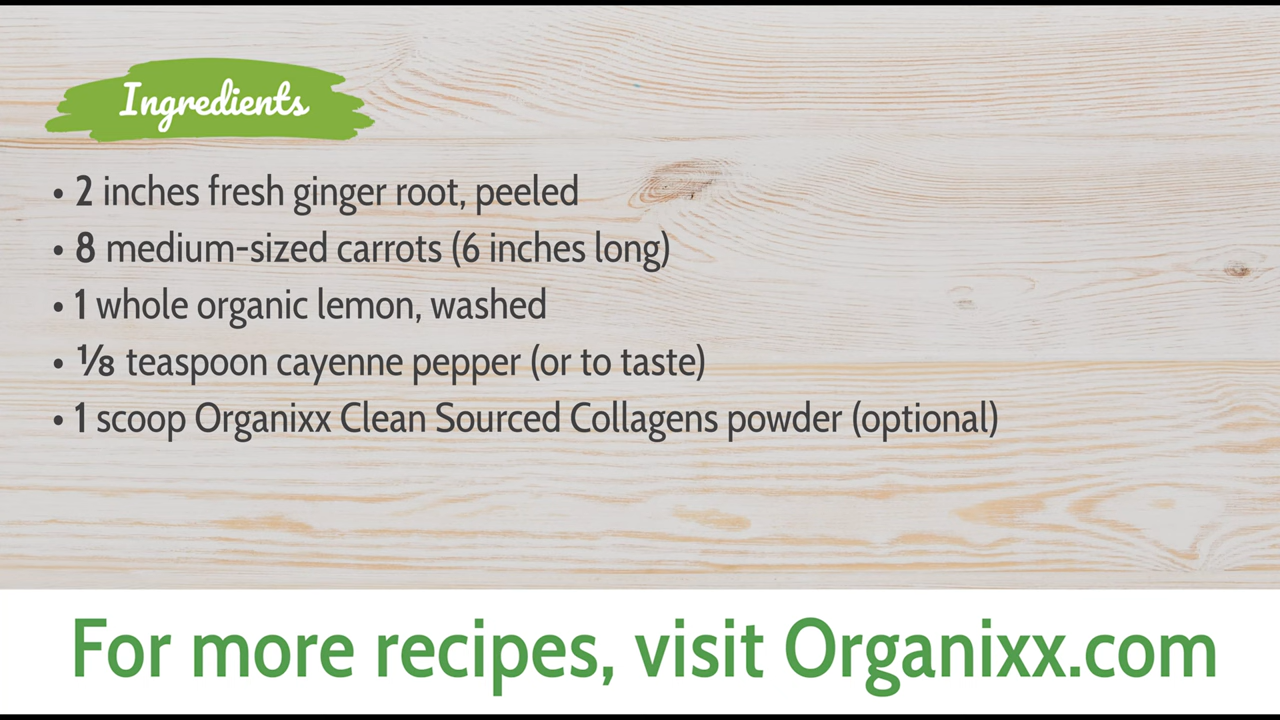 Ingredients
• 2 inches fresh ginger root, peeled
• 8 medium-sized carrots (6 inches long)
• 1 whole organic lemon, washed
• ⅛ teaspoon cayenne pepper (or to taste)
• 1 scoop Organixx Clean Sourced Collagens powder (optional)
For more recipes, visit Organixx.com